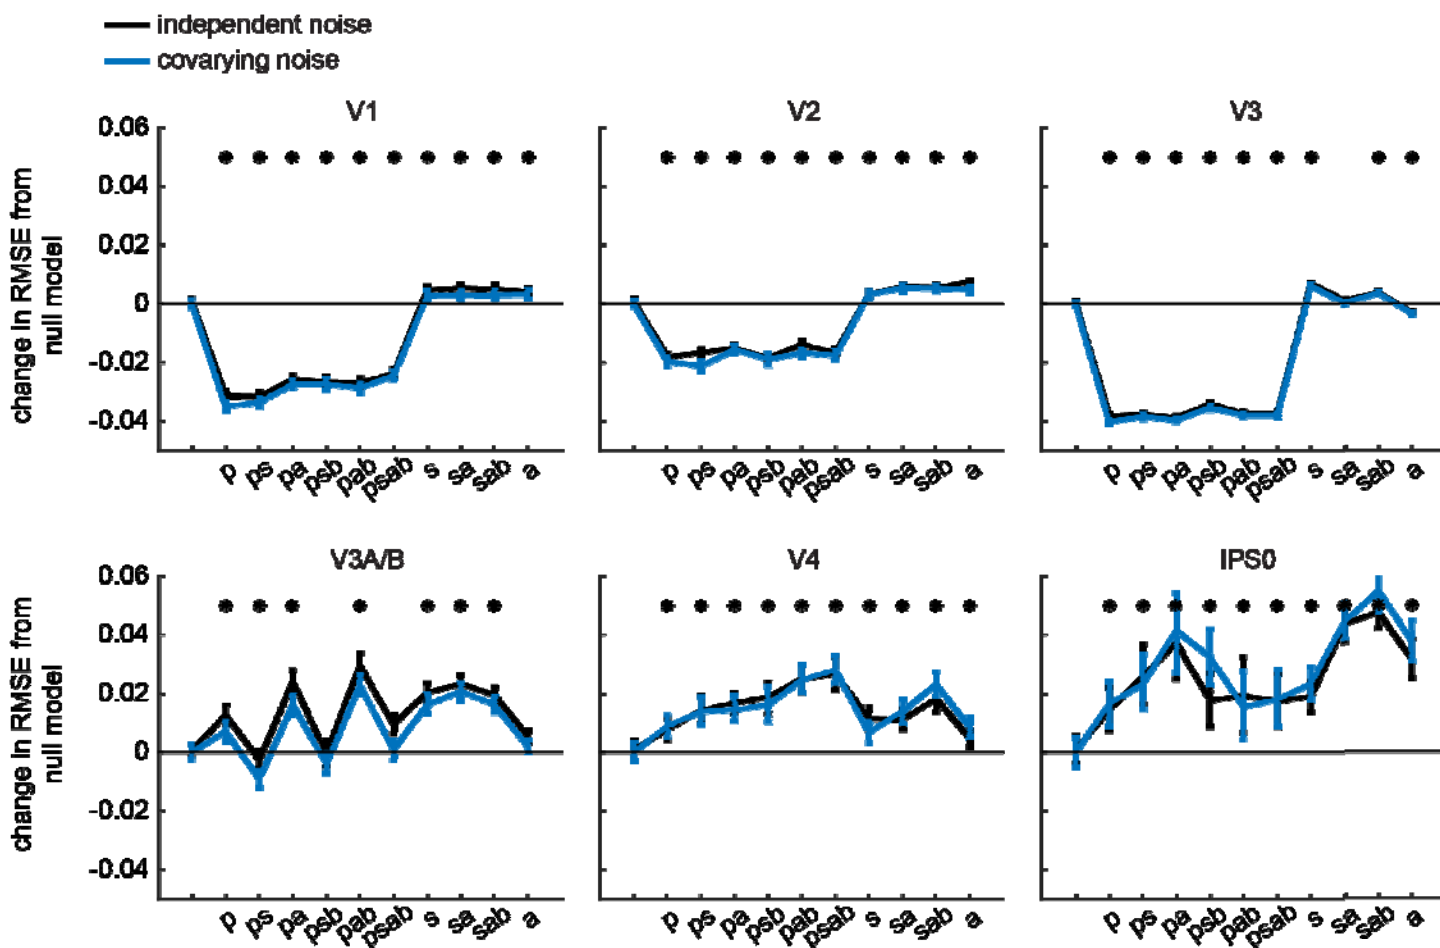 independent noise
covarying noise
V1
V2
V3
change in RMSE from
null model
0.06
0.04
0.02
0
-0.02
-0.04
p ps pa psb pab psab s sa sab a
p ps pa psb pab psab s sa sab a
p ps pa psb pab psab s sa sab a
V3A/B
V4
IPS0
change in RMSE from
null model
0.06
0.04
0.02
0
-0.02
-0.04
p ps pa psb pab psab s sa sab a
p ps pa psb pab psab s sa sab a
p ps pa psb pab psab s sa sab a